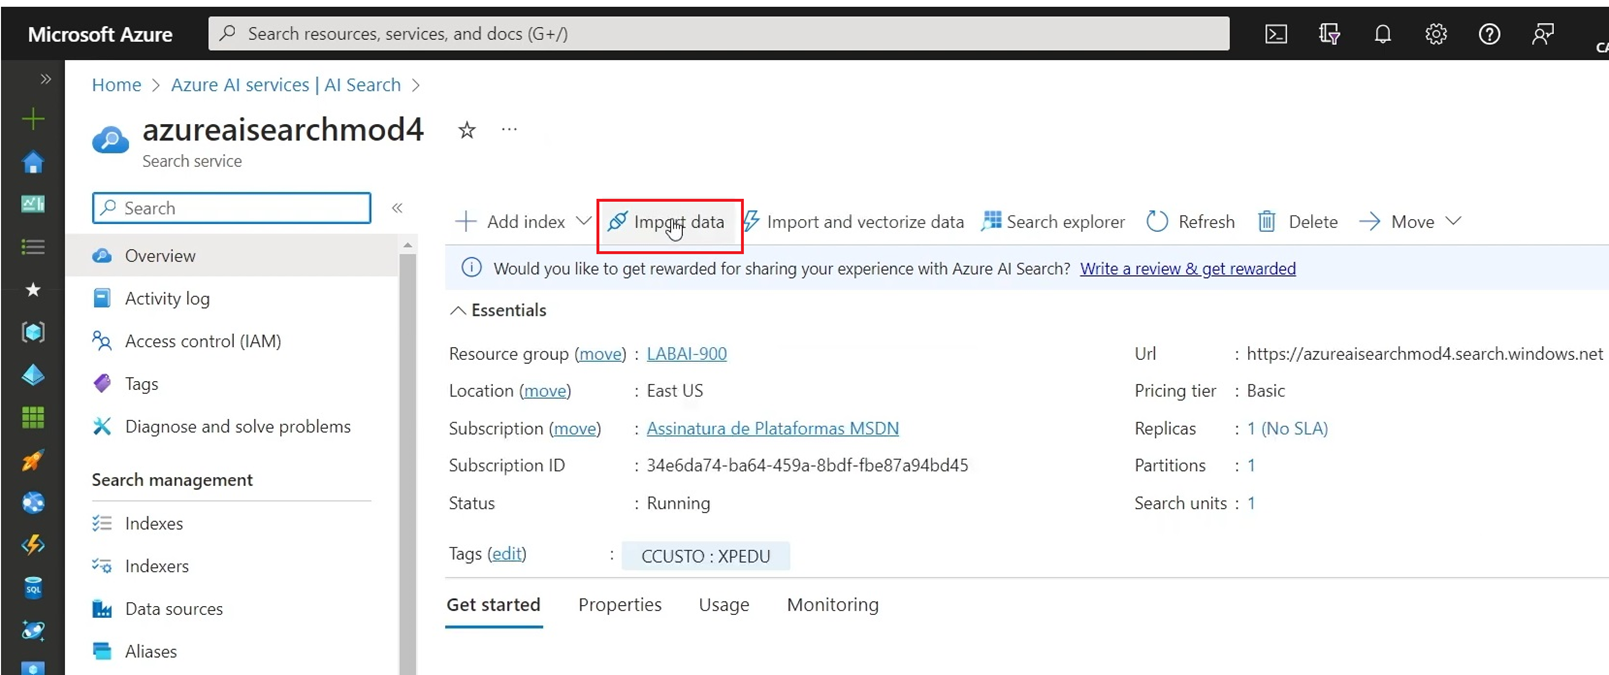 Microsoft Azure
Search resources, services, and docs (G+/)
CA
Home > Azure AI services | AI Search >
azureaisearchmod4
Search service
Search
Add index
Import data
Import and vectorize data
Search explorer
Refresh
Delete
Move
Would you like to get rewarded for sharing your experience with Azure AI Search? Write a review & get rewarded
Overview
Activity log
Access control (IAM)
Tags
Diagnose and solve problems
Search management
Indexes
Indexers
Data sources
Aliases
Essentials
Resource group (move) : LABAI-900
Location (move) : East US
Subscription (move) : Assinatura de Plataformas MSDN
Subscription ID : 34e6da74-ba64-459a-8bdf-fbe87a94bd45
Status : Running
Tags (edit) : CCUSTO : XPEDU
Url : https://azureaisearchmod4.search.windows.net
Pricing tier : Basic
Replicas : 1 (No SLA)
Partitions : 1
Search units : 1
Get started
Properties
Usage
Monitoring
SQL